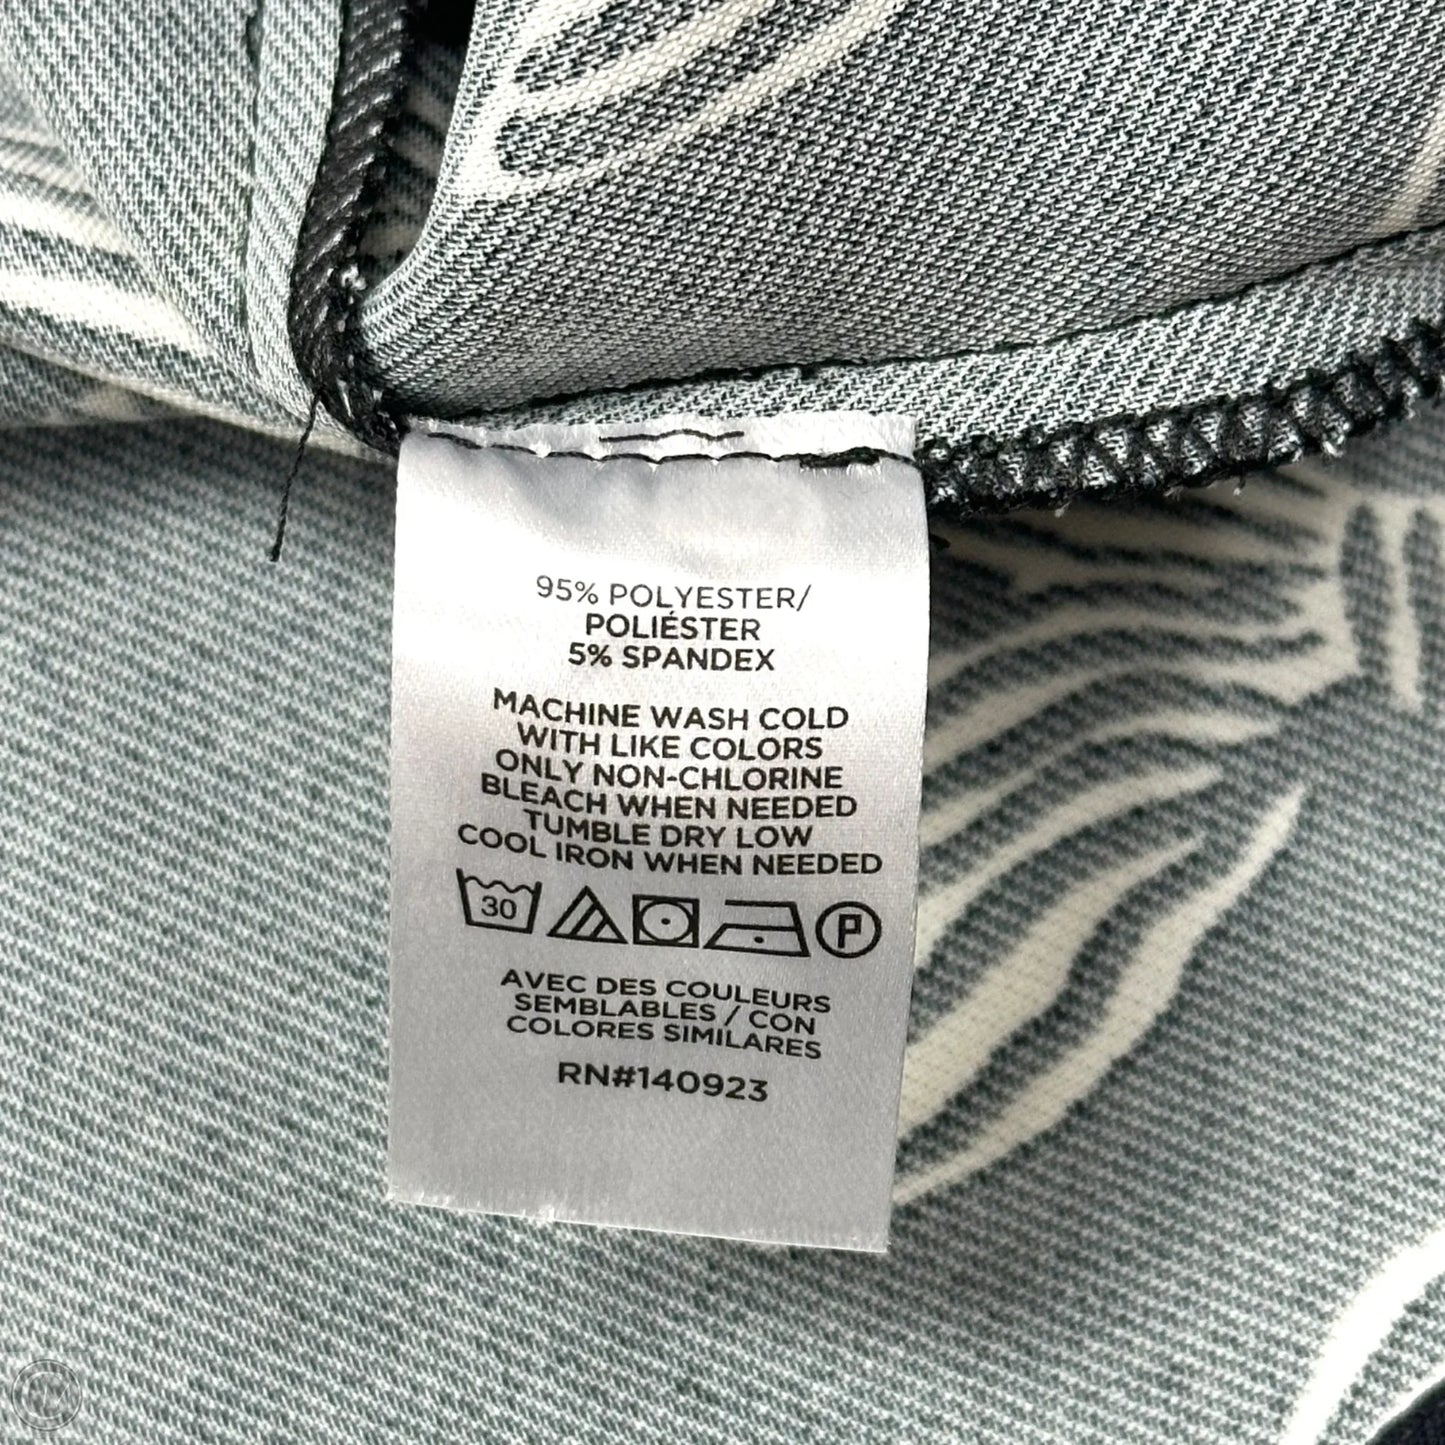 95% POLYESTER/
POLIÉSTER
5% SPANDEX
MACHINE WASH COLD
WITH LIKE COLORS
ONLY NON-CHLORINE
BLEACH WHEN NEEDED
TUMBLE DRY LOW
COOL IRON WHEN NEEDED
30 P
AVEC DES COULEURS
SEMBLABLES / CON
COLORES SIMILARES
RN#140923